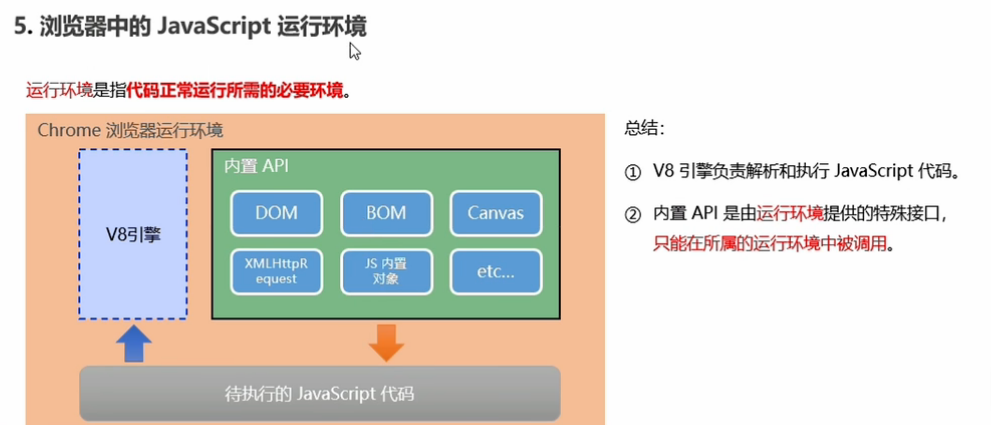 5. 浏览器中的 JavaScript 运行环境
运行环境是指代码正常运行所需的必要环境。
Chrome 浏览器运行环境
V8引擎
内置 API
DOM
BOM
Canvas
XMLHttpR
equest
JS 内置
对象
etc...
待执行的 JavaScript 代码
总结：
① V8 引擎负责解析和执行 JavaScript 代码。
② 内置 API 是由运行环境提供的特殊接口，
只能在所属的运行环境中被调用。